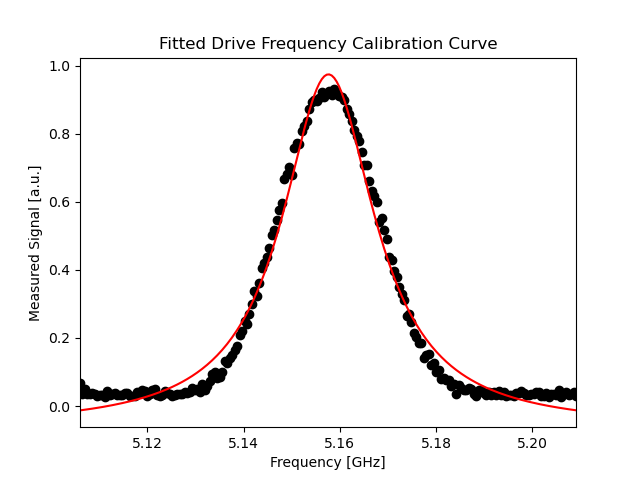 Fitted Drive Frequency Calibration Curve
1.0
0.8
0.6
0.4
0.2
0.0
Measured Signal [a.u.]
5.12 5.14 5.16 5.18 5.20
Frequency [GHz]